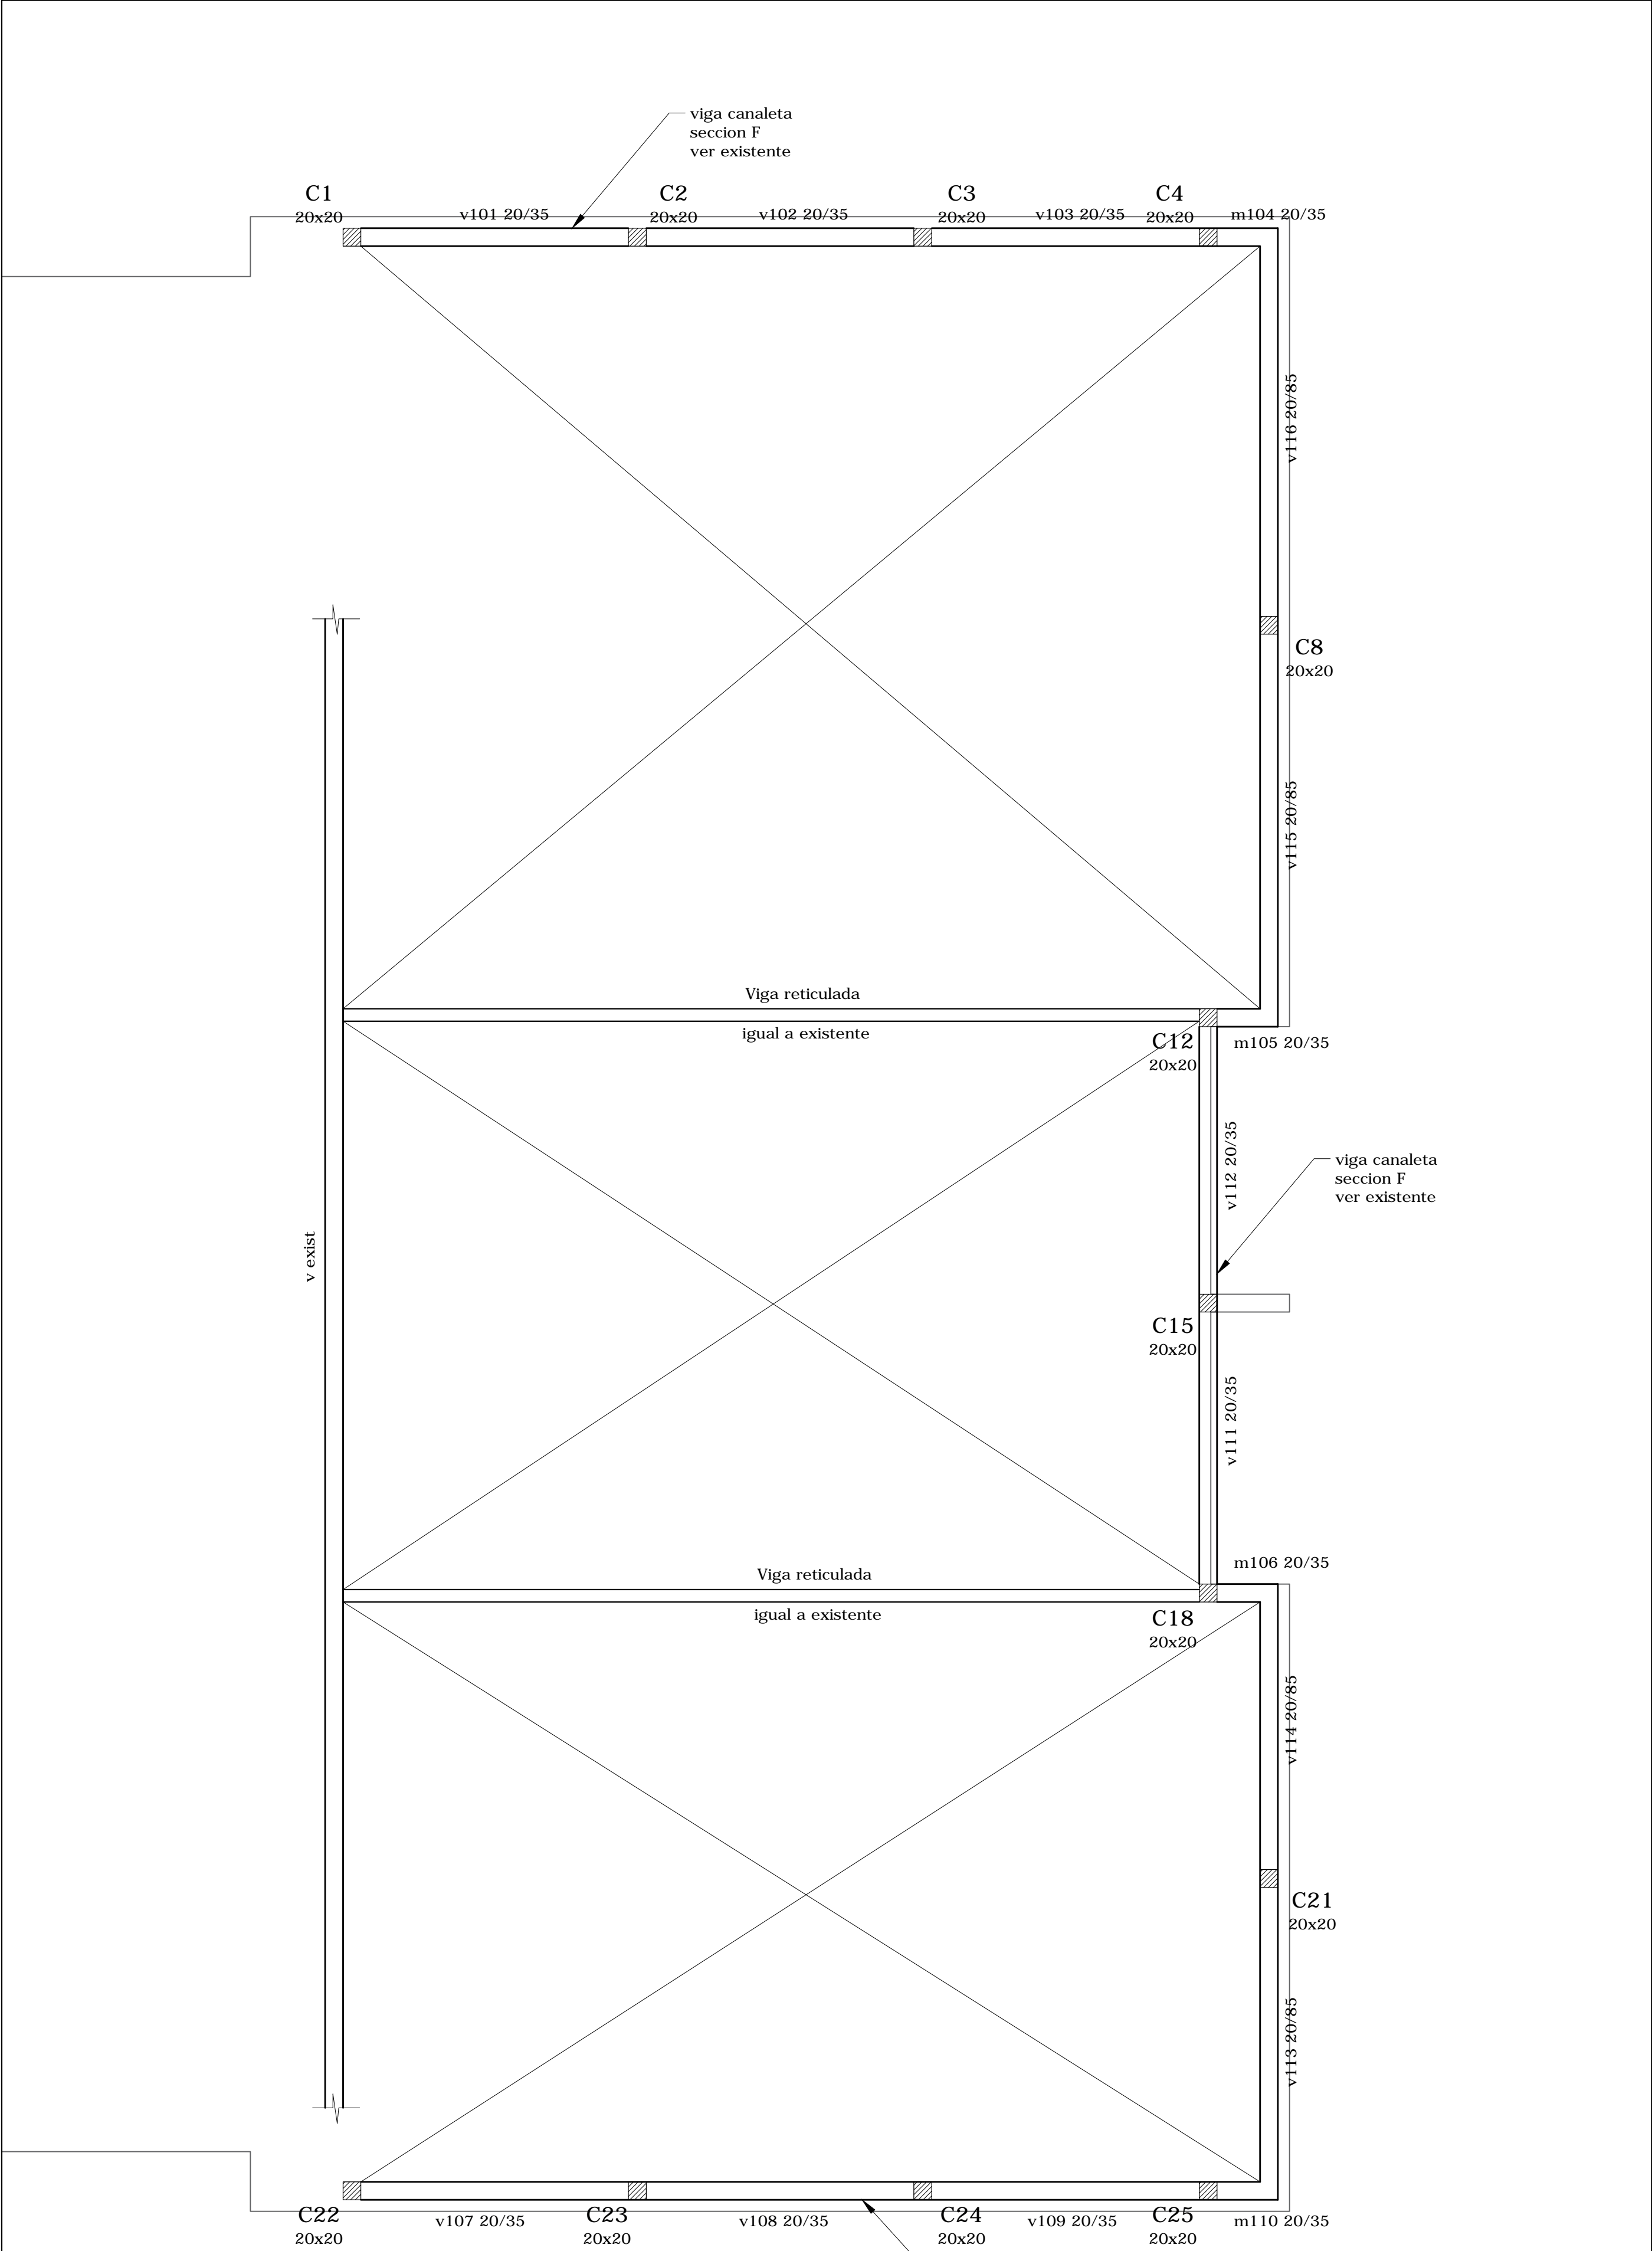 viga canaleta
seccion F
ver existente
C1
20x20
v101 20/35
C2
20x20
v102 20/35
C3
20x20
v103 20/35
C4
20x20
m104 20/35
v116 20/85
C8
20x20
v115 20/85
Viga reticulada
igual a existente
C12
20x20
m105 20/35
v112 20/35
viga canaleta
seccion F
ver existente
v exist
C15
20x20
v111 20/35
m106 20/35
Viga reticulada
igual a existente
C18
20x20
v114 20/85
C21
20x20
v113 20/85
C22
20x20
v107 20/35
C23
20x20
v108 20/35
C24
20x20
v109 20/35
C25
20x20
m110 20/35